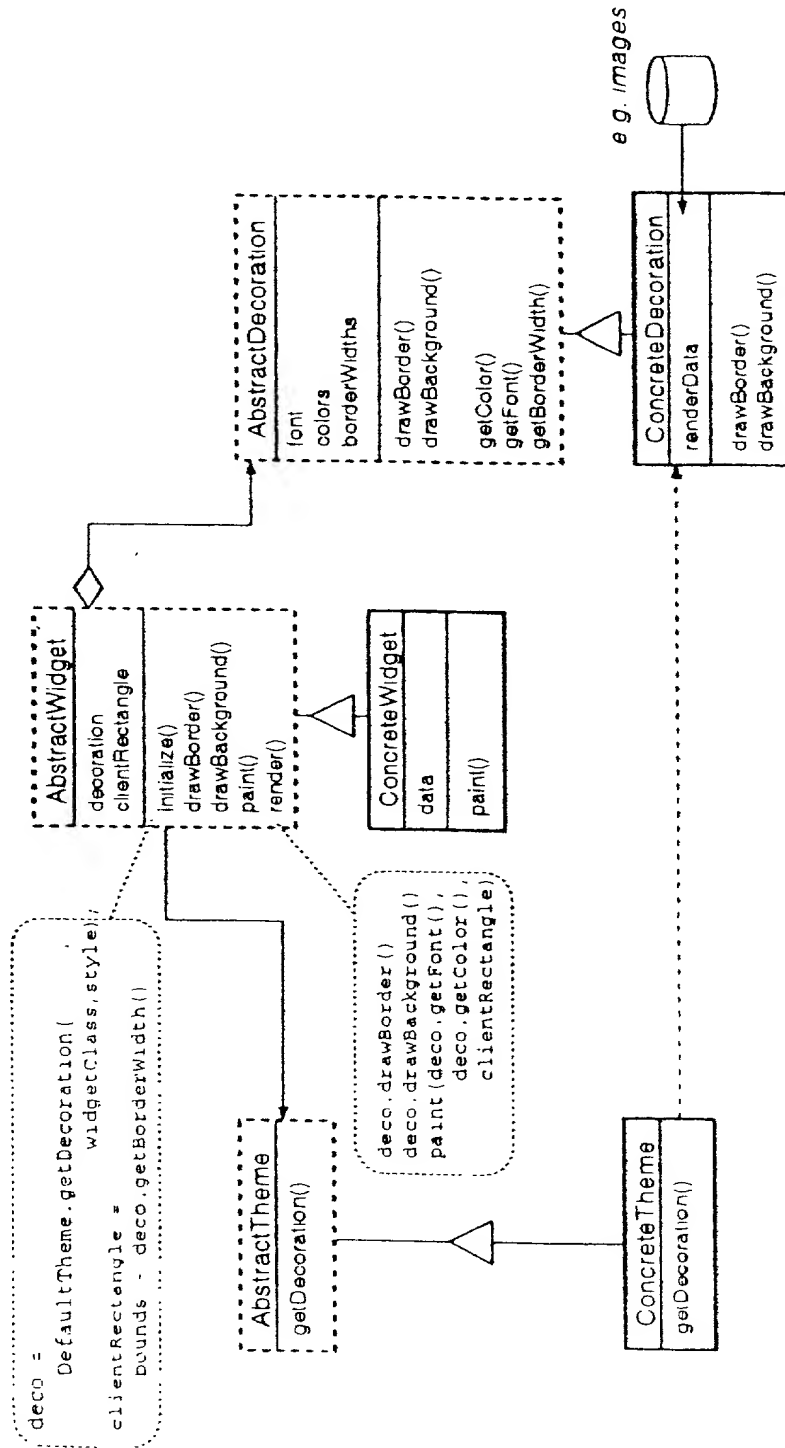 deco =
DefaultTheme.getDecoration(
widgetClass,style),
clientRectangle =
bounds - deco.getBorderWidth()
AbstractWidget
decoration
clientRectangle
initialize()
drawBorder()
drawBackground()
paint()
render()
AbstractDecoration
font
colors
borderWidths
drawBorder()
drawBackground()
getColor()
getFont()
getBorderWidth()
deco.drawBorder()
deco.drawBackground()
paint(deco.getFont(),
deco.getColor(),
clientRectangle)
AbstractTheme
getDecoration()
ConcreteWidget
data
paint()
e g. images
ConcreteTheme
getDecoration()
ConcreteDecoration
renderData
drawBorder()
drawBackground()